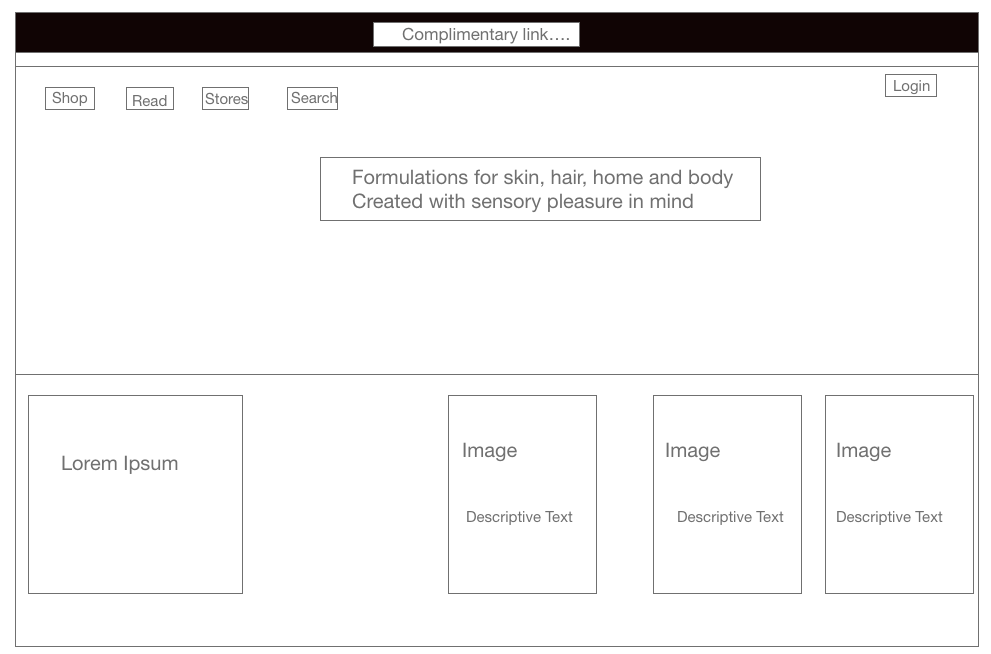 Complimentary link....
Shop
Read
Stores
Search
Login
Formulations for skin, hair, home and body
Created with sensory pleasure in mind
Lorem Ipsum
Image
Descriptive Text
Image
Descriptive Text
Image
Descriptive Text